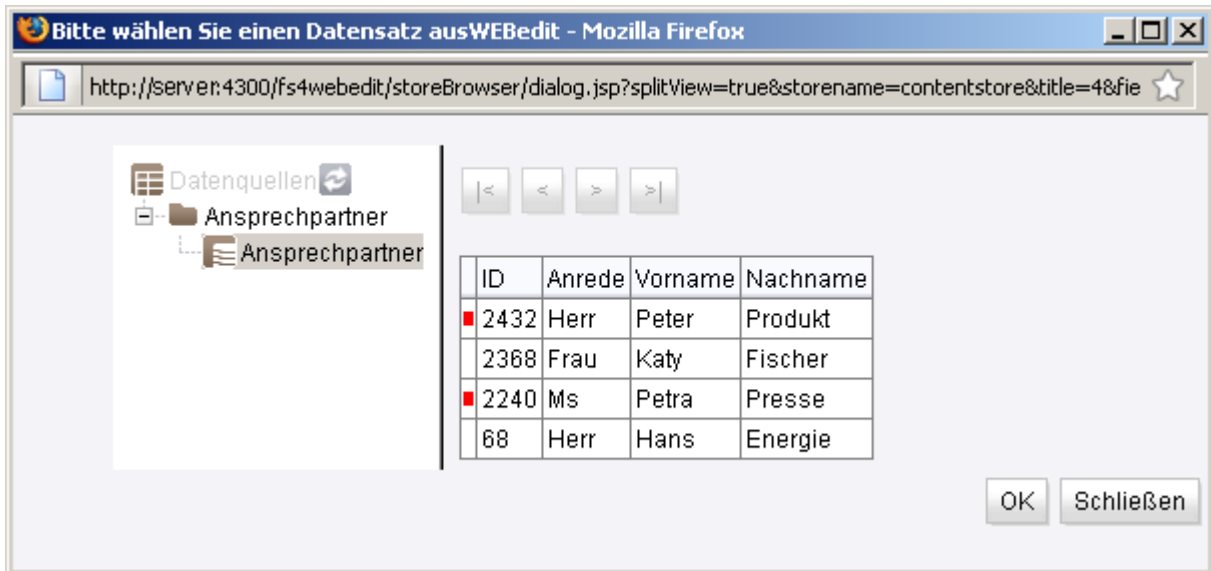 Bitte wählen Sie einen Datensatz ausWEBedit - Mozilla Firefox
http://server:4300/fs4webedit/storeBrowser/dialog.jsp?splitView=true&storename=contentstore&title=4&fie
Datenquellen
Ansprechpartner
Ansprechpartner
|< < > >|
ID Anrede Vorname Nachname
2432 Herr Peter Produkt
2368 Frau Katy Fischer
2240 Ms Petra Presse
68 Herr Hans Energie
OK Schließen